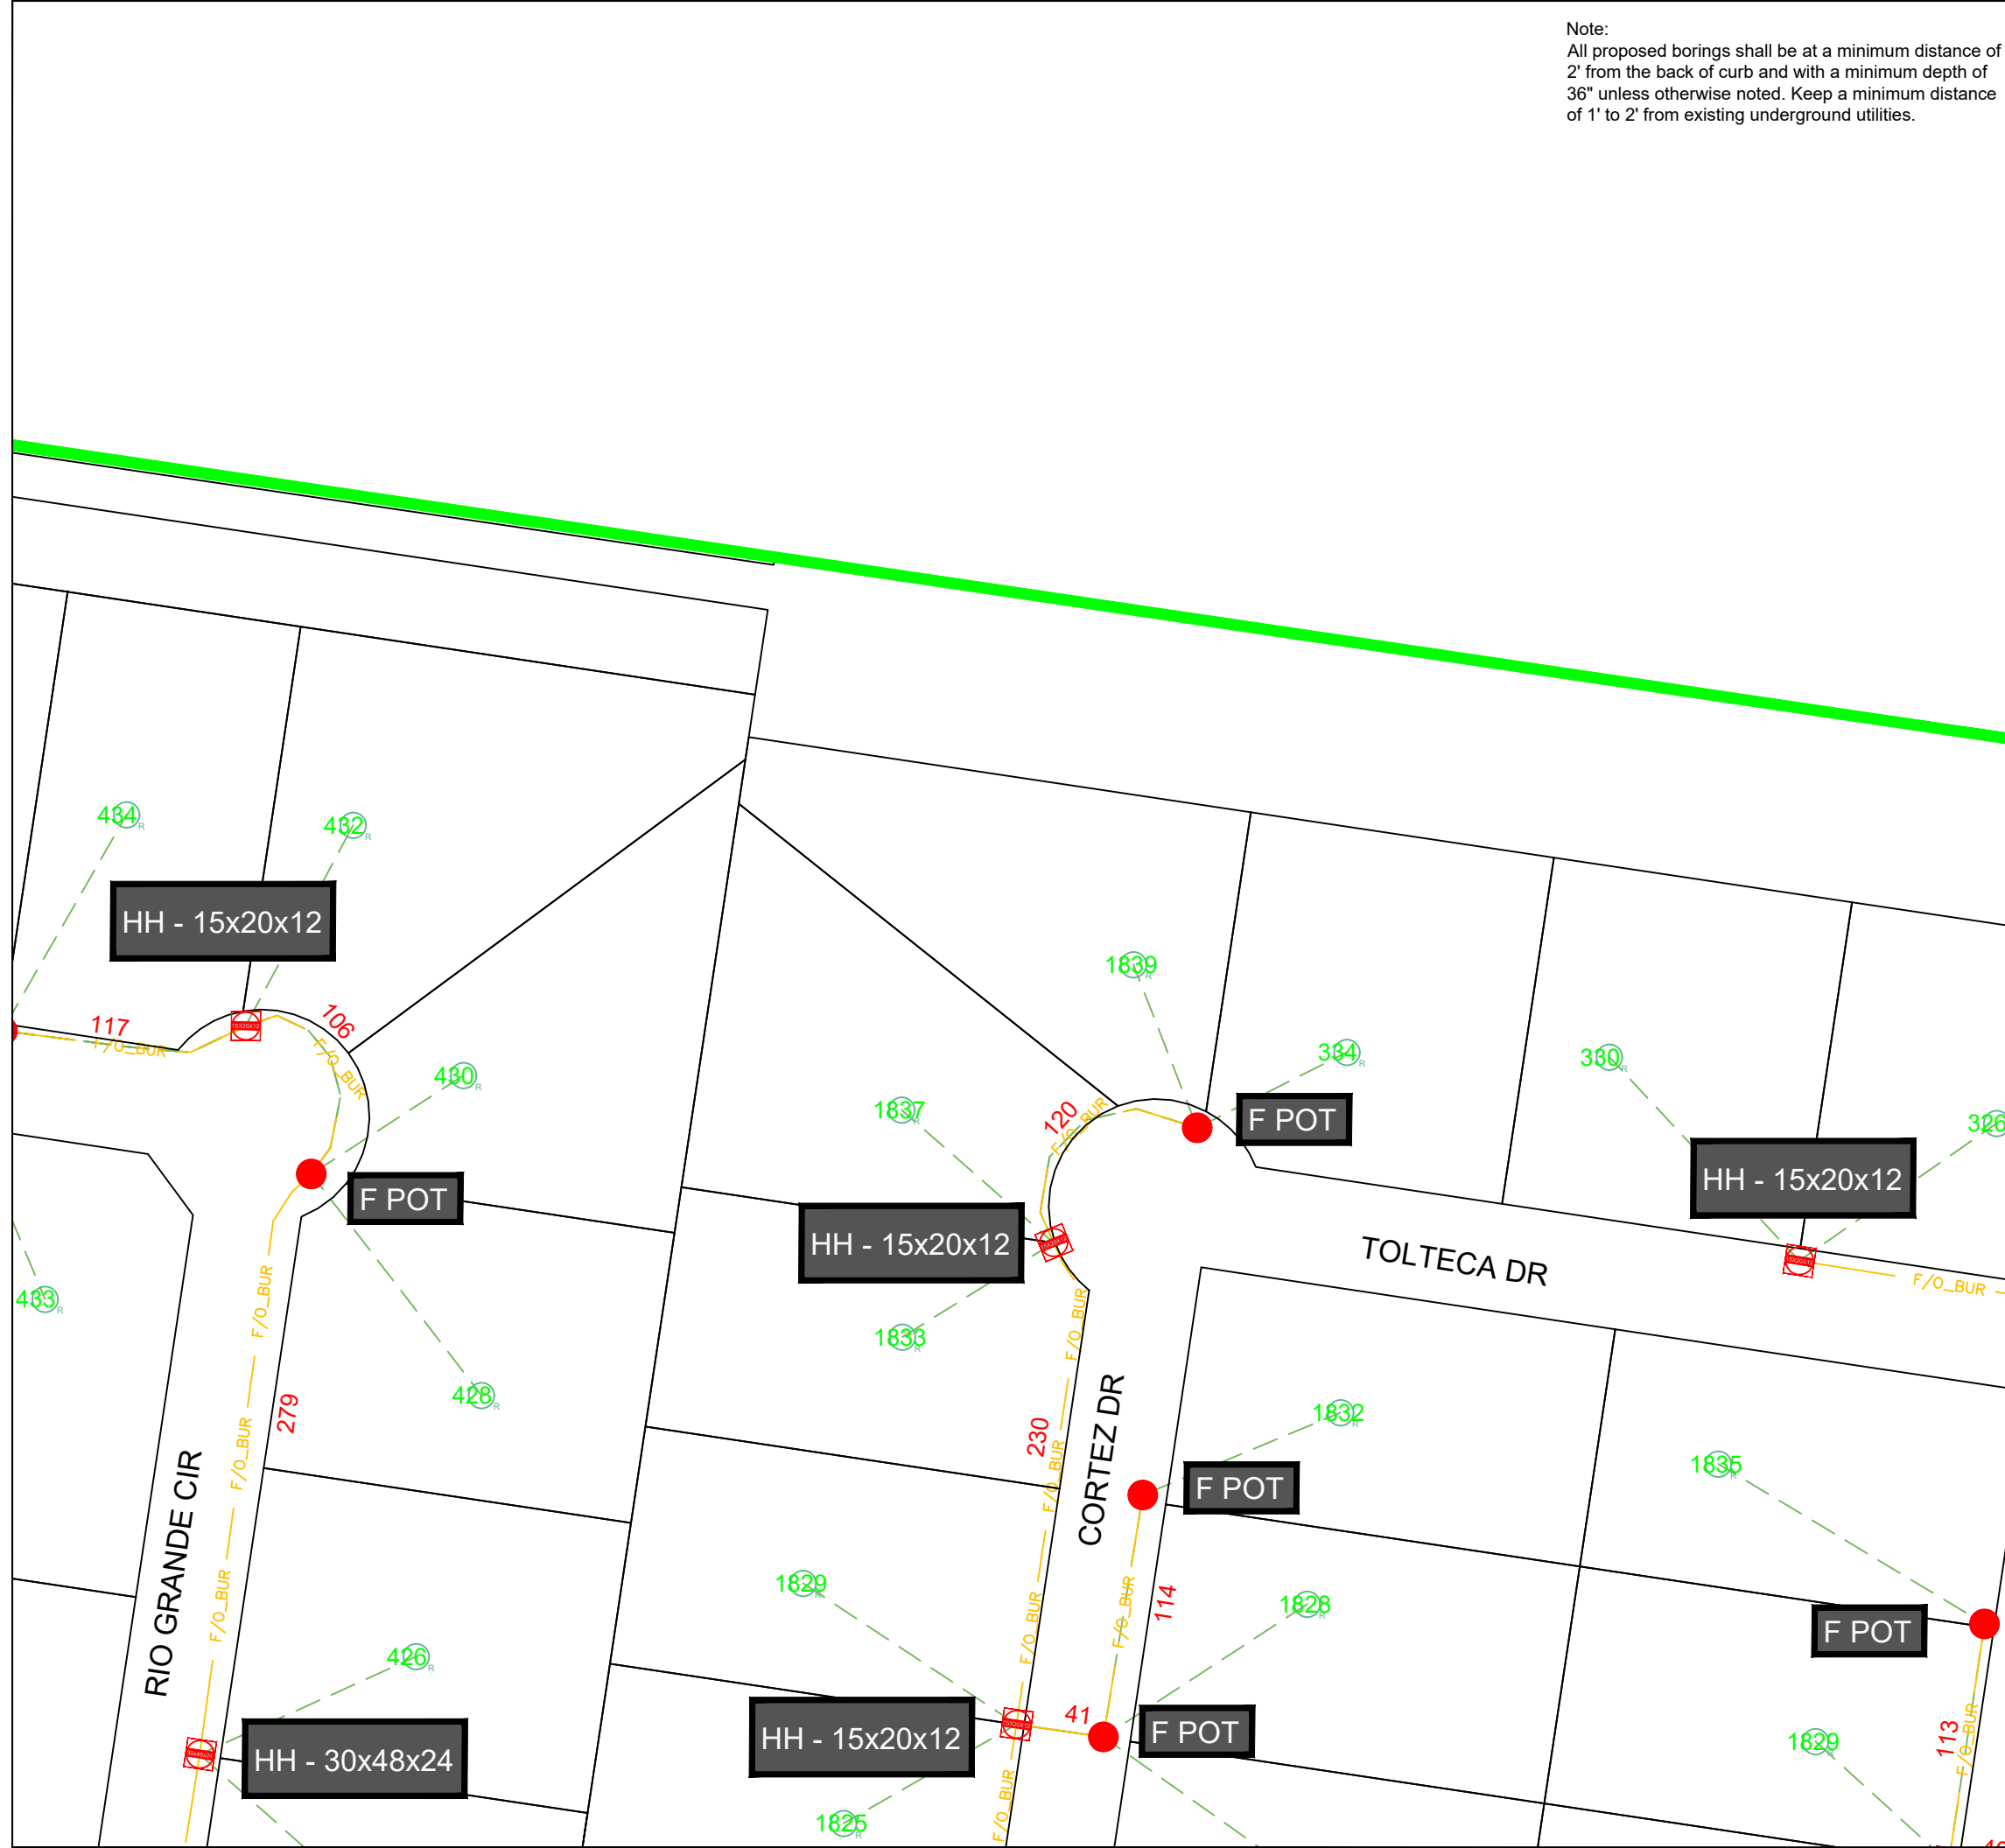 Note:
All proposed borings shall be at a minimum distance of
2' from the back of curb and with a minimum depth of
36" unless otherwise noted. Keep a minimum distance
of 1' to 2' from existing underground utilities.
434 R
432 R
HH - 15x20x12
117
F/O_BUR
15X20X12
106
F/O_BUR
430 R
F POT
433 R
428 R
F/O_BUR
279
F/O_BUR
RIO GRANDE CIR
F/O_BUR
426 R
30x48x24
HH - 30x48x24
1839 R
334 R
F POT
120
F/O_BUR
1837 R
HH - 15x20x12
1833 R
F/O_BUR
TOLTECA DR
330 R
326
HH - 15x20x12
F/O_BUR
230
F/O_BUR
CORTEZ DR
1832 R
F POT
1835 R
1829 R
F/O_BUR
F/O_BUR
114
1828 R
F POT
HH - 15x20x12
41
F POT
1825 R
F/O_BUR
1829 R
113
F/O_BUR